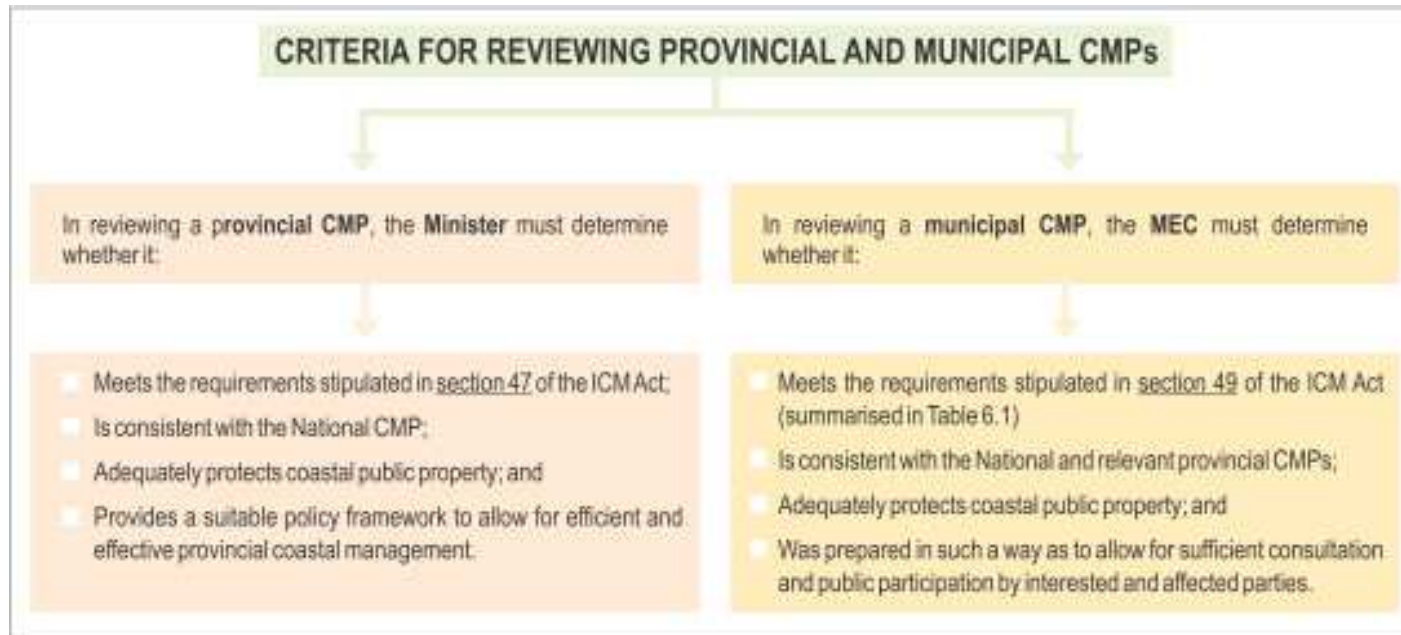 CRITERIA FOR REVIEWING PROVINCIAL AND MUNICIPAL CMPs
In reviewing a provincial CMP, the Minister must determine
whether it:
Meets the requirements stipulated in section 47 of the ICM Act;
Is consistent with the National CMP;
Adequately protects coastal public property; and
Provides a suitable policy framework to allow for efficient and
effective provincial coastal management.
In reviewing a municipal CMP, the MEC must determine
whether it:
Meets the requirements stipulated in section 49 of the ICM Act
(summarised in Table 6.1)
Is consistent with the National and relevant provincial CMPs;
Adequately protects coastal public property; and
Was prepared in such a way as to allow for sufficient consultation
and public participation by interested and affected parties.